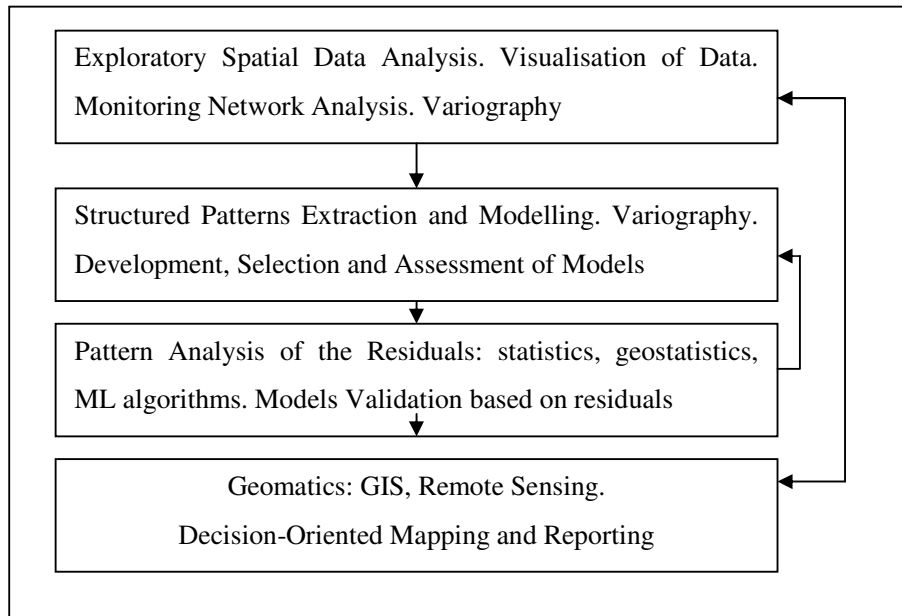 Exploratory Spatial Data Analysis. Visualisation of Data.
Monitoring Network Analysis. Variography
Structured Patterns Extraction and Modelling. Variography.
Development, Selection and Assessment of Models
Pattern Analysis of the Residuals: statistics, geostatistics,
ML algorithms. Models Validation based on residuals
Geomatics: GIS, Remote Sensing.
Decision-Oriented Mapping and Reporting